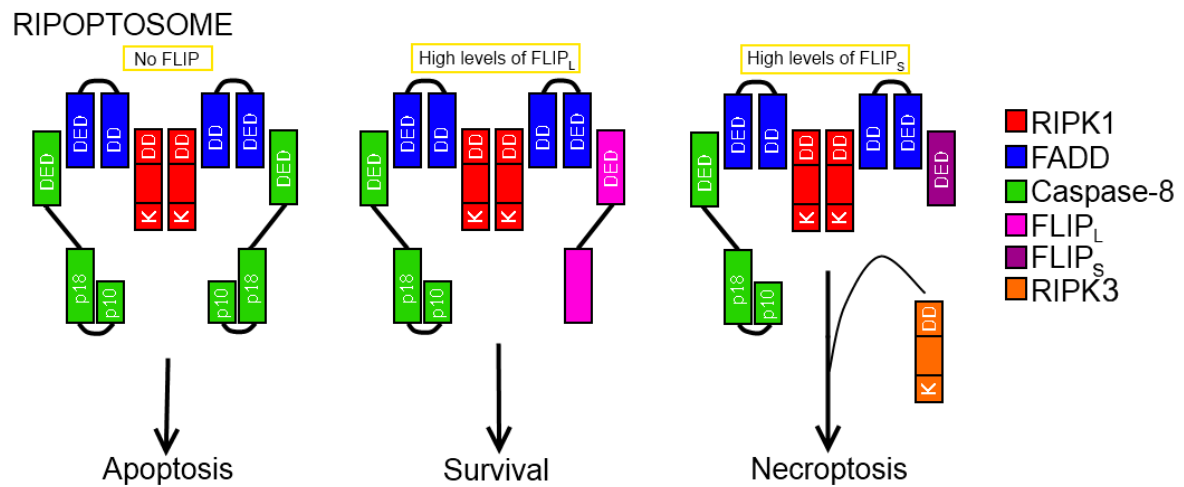 RIPOPTOSOME
No FLIP
High levels of FLIPL
High levels of FLIPS
DED DED DD DD DD DD DED DED
K K
p18 p10 p10 p18
DED DED DD DD DD DD DED DED
K K
p18 p10
DED DED DD DD DD DD DED DED
K K
p18 p10
DD
K
RIPK1
FADD
Caspase-8
FLIPL
FLIPS
RIPK3
Apoptosis
Survival
Necroptosis